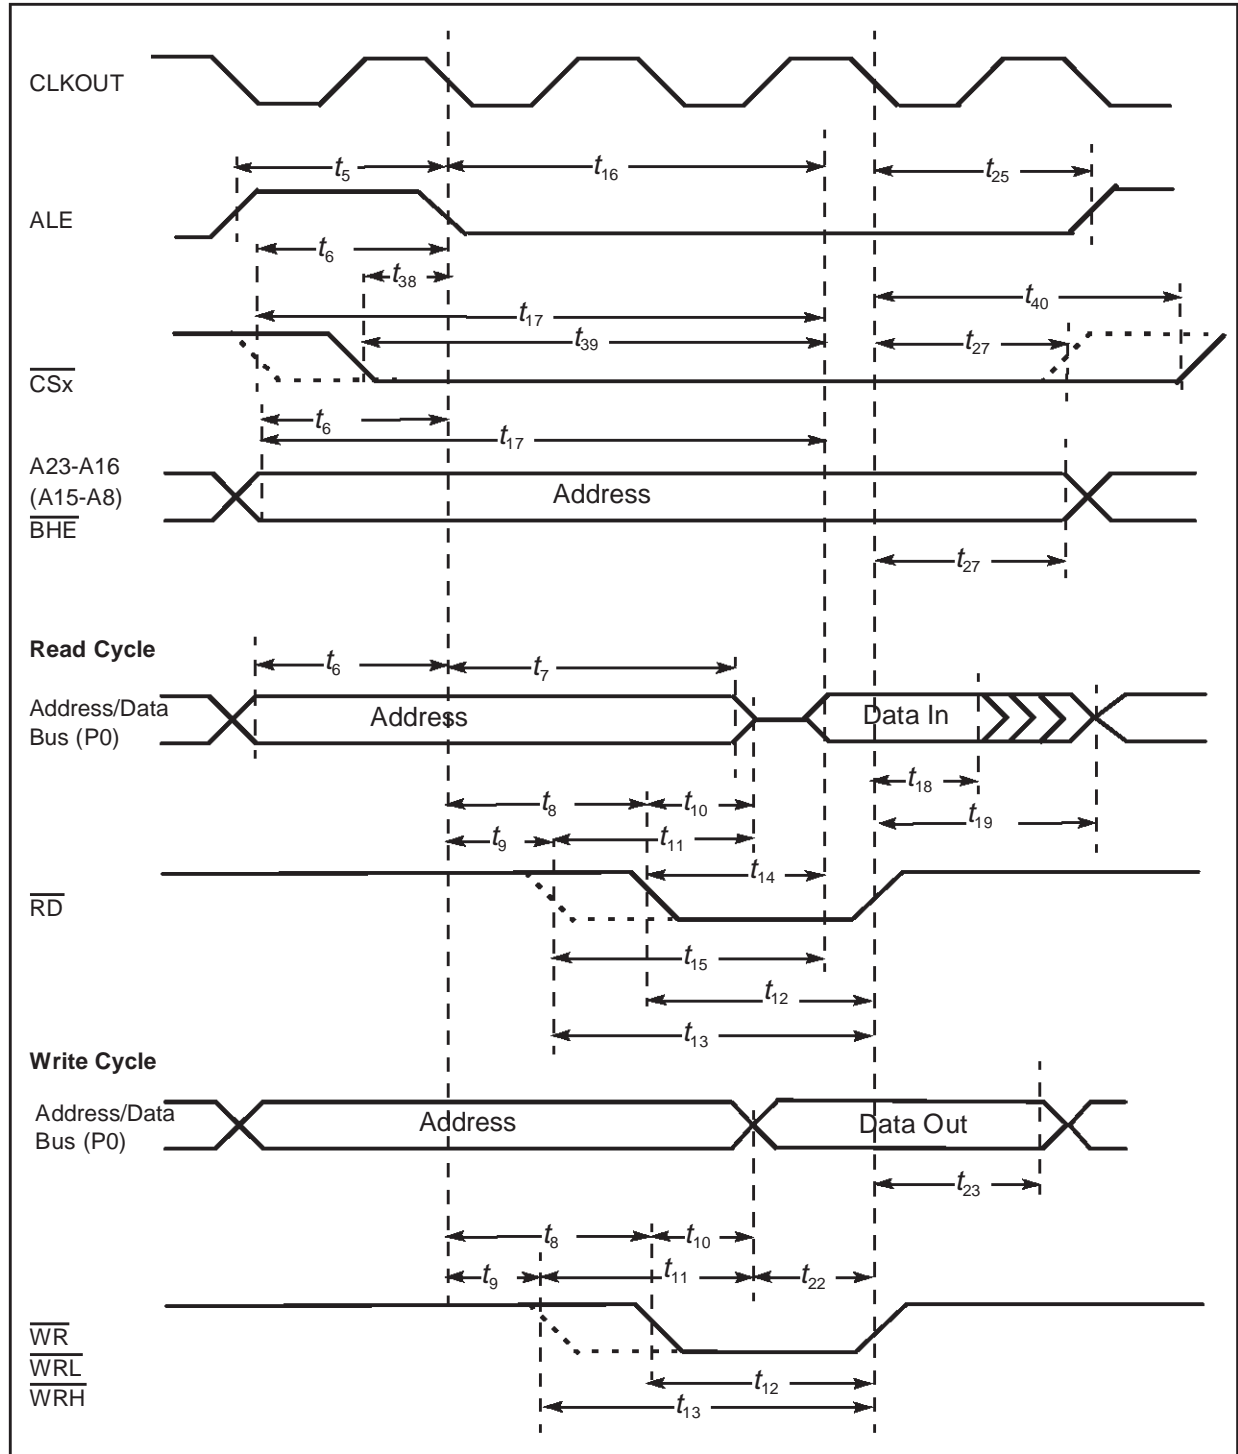 CLKOUT
t5 t16 t25
ALE
t6
t38
t40
t17
t39 t27
CSx
t6
t17
A23-A16
(A15-A8)
BHE
Address
t27
Read Cycle
t6 t7
Address/Data
Bus (P0)
Address
Data In
t18
t8 t10
t19
t9 t11
t14
RD
t15
t12
t13
Write Cycle
Address/Data
Bus (P0)
Address
Data Out
t23
t8 t10
t9 t11 t22
WR
WRL
WRH
t12
t13